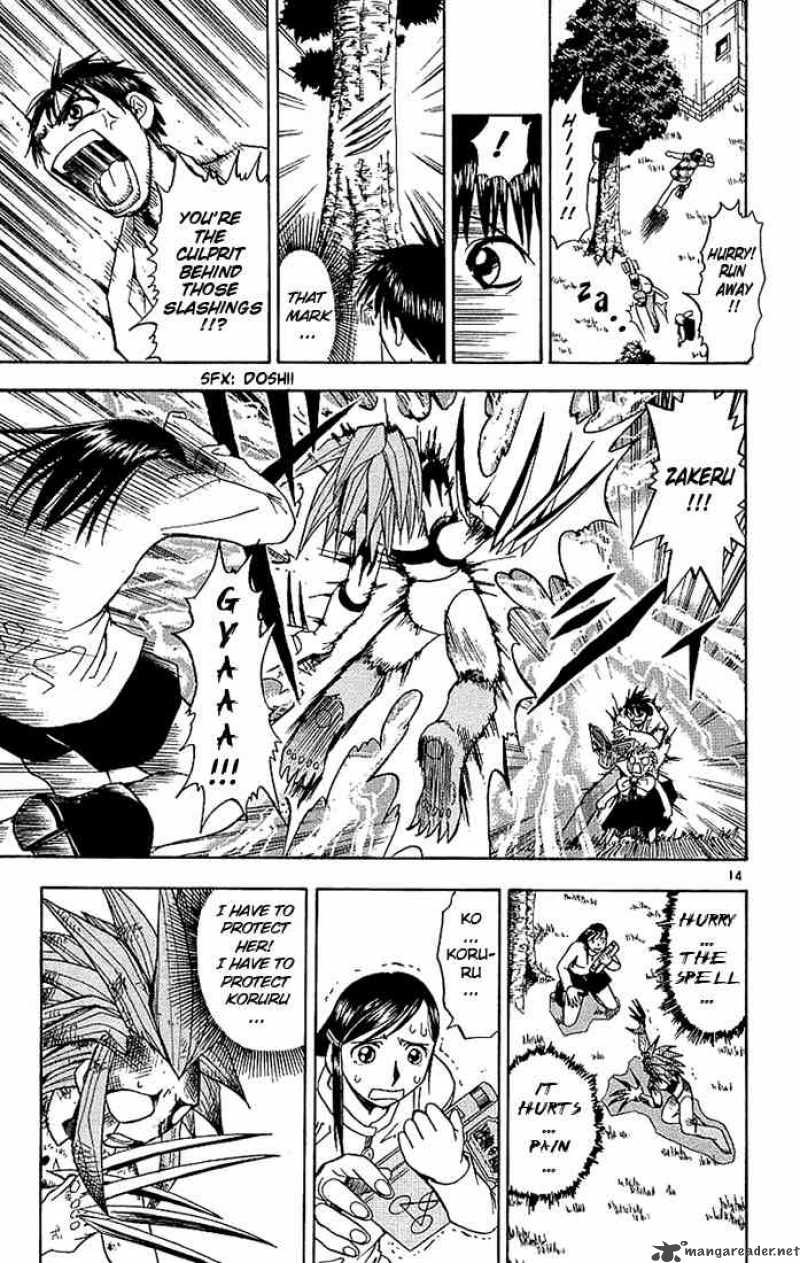 HIIIII!!
HURRY!
RUN
AWAY
!!
Za..
!
THAT
MARK
...
YOU'RE
THE
CULPRIT
BEHIND
THOSE
SLASHINGS
!!?
SFX: DOSHII
ZAKERU
!!!
GYAAAA!!!
14
HURRY
...
THE
SPELL
...
IT
HURTS
...
PAIN
...
KO
...
KORU-
RU
...
I HAVE TO
PROTECT
HER!
I HAVE TO
PROTECT
KORURU
...
mangareader.net